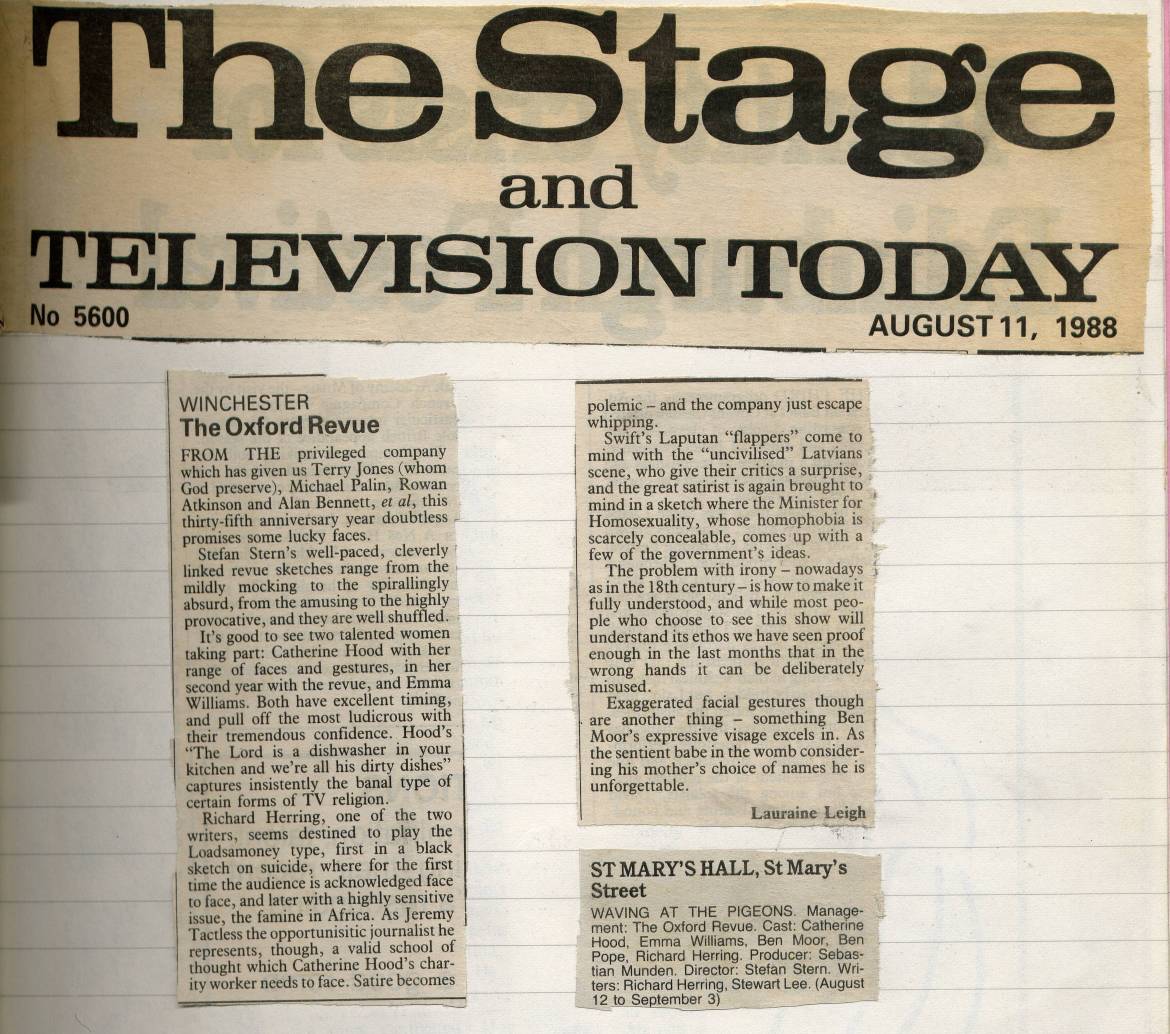 The Stage
and
TELEVISION TODAY
No 5600
AUGUST 11, 1988
WINCHESTER
The Oxford Revue
FROM THE privileged company
which has given us Terry Jones (whom
God preserve), Michael Palin, Rowan
Atkinson and Alan Bennett, et al, this
thirty-fifth anniversary year doubtless
promises some lucky faces.
Stefan Stern's well-paced, cleverly
linked revue sketches range from the
mildly mocking to the spirallingly
absurd, from the amusing to the highly
provocative, and they are well shuffled.
It's good to see two talented women
taking part: Catherine Hood with her
range of faces and gestures, in her
second year with the revue, and Emma
Williams. Both have excellent timing,
and pull off the most ludicrous with
their tremendous confidence. Hood's
"The Lord is a dishwasher in your
kitchen and we're all his dirty dishes"
captures insistently the banal type of
certain forms of TV religion.
Richard Herring, one of the two
writers, seems destined to play the
Loadsamoney type, first in a black
sketch on suicide, where for the first
time the audience is acknowledged face
to face, and later with a highly sensitive
issue, the famine in Africa. As Jeremy
Tactless the opportunisitic journalist he
represents, though, a valid school of
thought which Catherine Hood's char-
ity worker needs to face. Satire becomes
polemic – and the company just escape
whipping.
Swift's Laputan "flappers" come to
mind with the "uncivilised" Latvians
scene, who give their critics a surprise,
and the great satirist is again brought to
mind in a sketch where the Minister for
Homosexuality, whose homophobia is
scarcely concealable, comes up with a
few of the government's ideas.
The problem with irony – nowadays
as in the 18th century – is how to make it
fully understood, and while most peo-
ple who choose to see this show will
understand its ethos we have seen proof
enough in the last months that in the
wrong hands it can be deliberately
misused.
Exaggerated facial gestures though
are another thing – something Ben
Moor's expressive visage excels in. As
the sentient babe in the womb consider-
ing his mother's choice of names he is
unforgettable.
Lauraine Leigh
ST MARY'S HALL, St Mary's
Street
WAVING AT THE PIGEONS. Manage-
ment: The Oxford Revue. Cast: Catherine
Hood, Emma Williams, Ben Moor, Ben
Pope, Richard Herring. Producer: Sebas-
tian Munden. Director: Stefan Stern. Wri-
ters: Richard Herring, Stewart Lee. (August
12 to September 3)